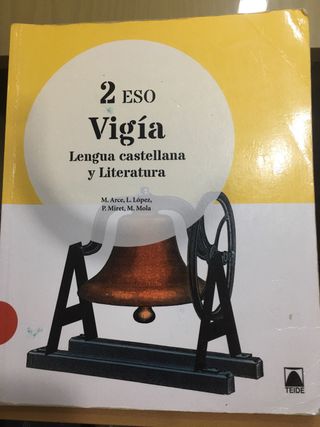 2 ESO
Vigía
Lengua castellana
y Literatura
M. Arce, L. López,
P. Miret, M. Mola
TEIDE